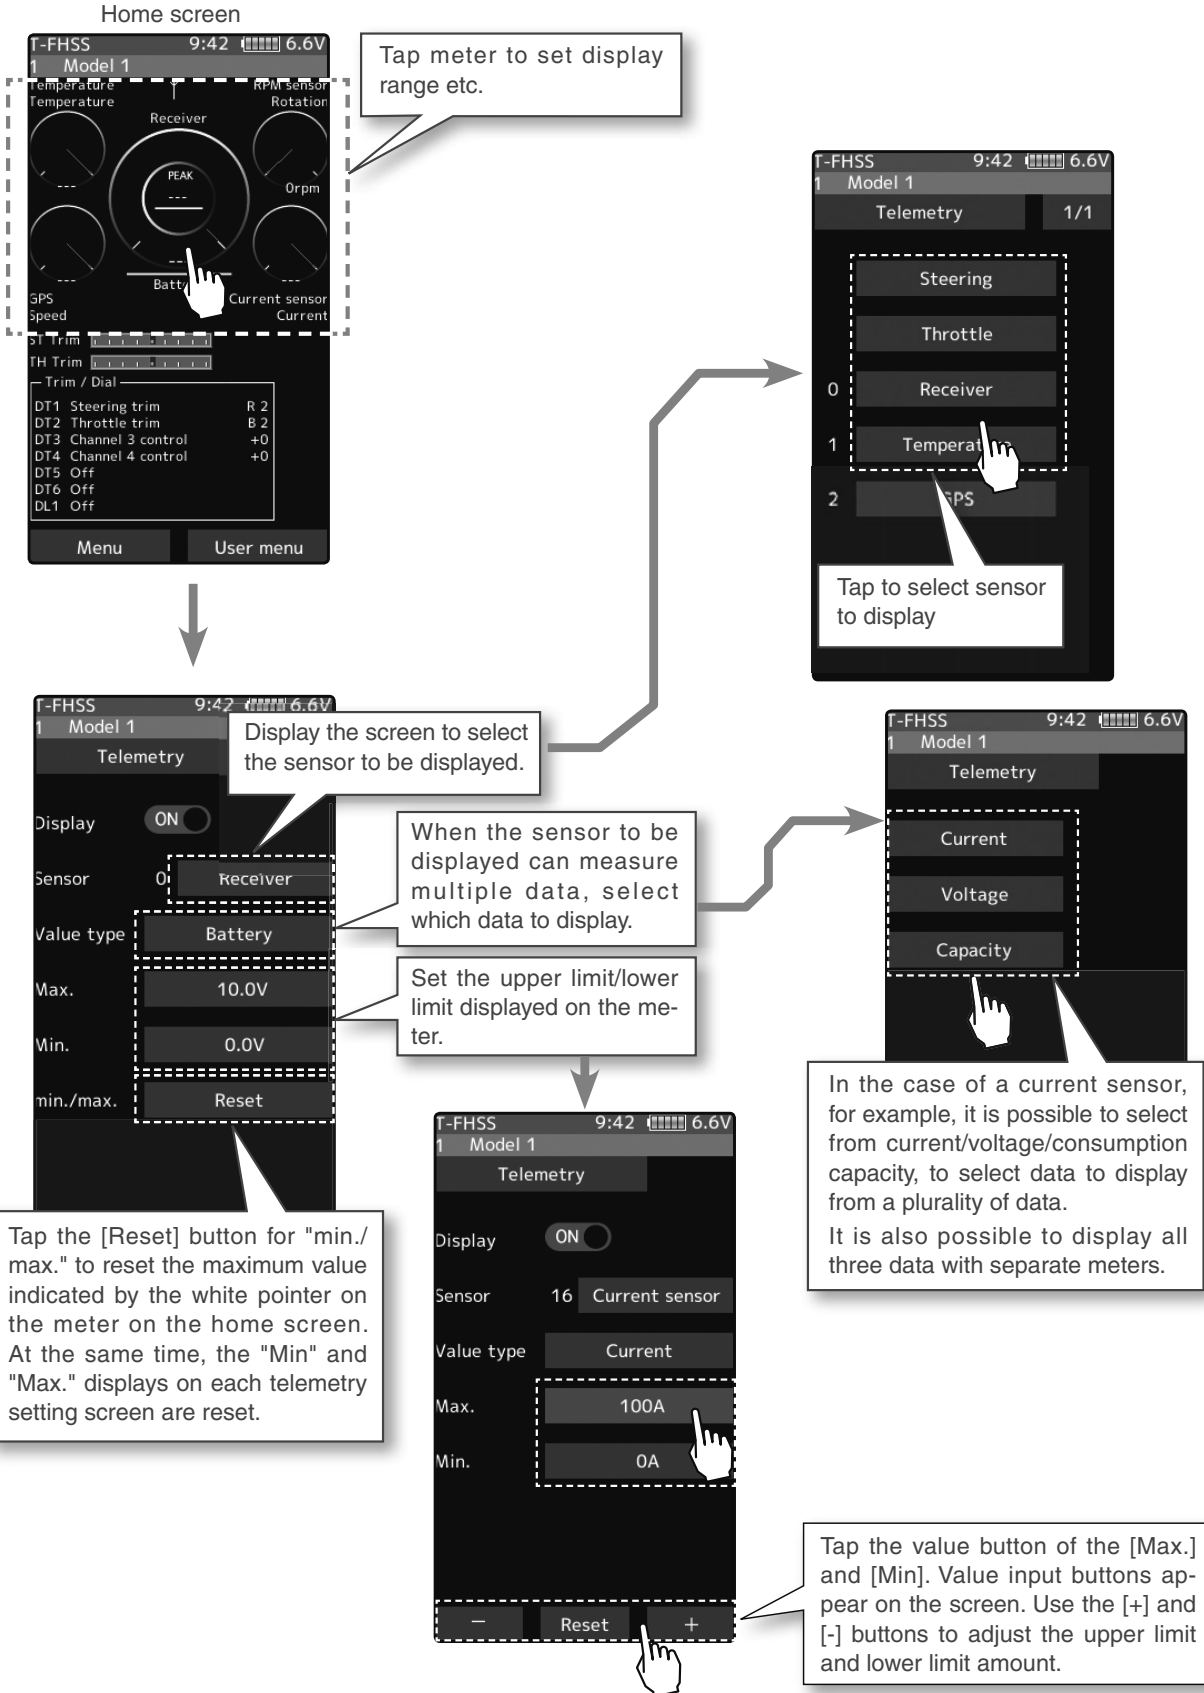 Home screen
T-FHSS 9:42 6.6V
1 Model 1
Temperature
Temperature
RPM sensor
Rotation
Receiver
PEAK
---
---
0rpm
---
---
---
Batt
GPS
Speed
Current sensor
Current
ST Trim
TH Trim
Trim / Dial
DT1 Steering trim R 2
DT2 Throttle trim B 2
DT3 Channel 3 control +0
DT4 Channel 4 control +0
DT5 Off
DT6 Off
DL1 Off
Menu User menu
Tap meter to set display
range etc.
T-FHSS 9:42 6.6V
1 Model 1
Telemetry 1/1
Steering
Throttle
0 Receiver
1 Temperature
2 GPS
Tap to select sensor
to display
T-FHSS 9:42 6.6V
1 Model 1
Telemetry
Display ON
Sensor 0 Receiver
Value type Battery
Max. 10.0V
Min. 0.0V
min./max. Reset
Display the screen to select
the sensor to be displayed.
When the sensor to be
displayed can measure
multiple data, select
which data to display.
Set the upper limit/lower
limit displayed on the me-
ter.
Tap the [Reset] button for "min./
max." to reset the maximum value
indicated by the white pointer on
the meter on the home screen.
At the same time, the "Min" and
"Max." displays on each telemetry
setting screen are reset.
T-FHSS 9:42 6.6V
1 Model 1
Telemetry
Current
Voltage
Capacity
In the case of a current sensor,
for example, it is possible to select
from current/voltage/consumption
capacity, to select data to display
from a plurality of data.
It is also possible to display all
three data with separate meters.
T-FHSS 9:42 6.6V
1 Model 1
Telemetry
Display ON
Sensor 16 Current sensor
Value type Current
Max. 100A
Min. 0A
− Reset +
Tap the value button of the [Max.]
and [Min]. Value input buttons ap-
pear on the screen. Use the [+] and
[-] buttons to adjust the upper limit
and lower limit amount.